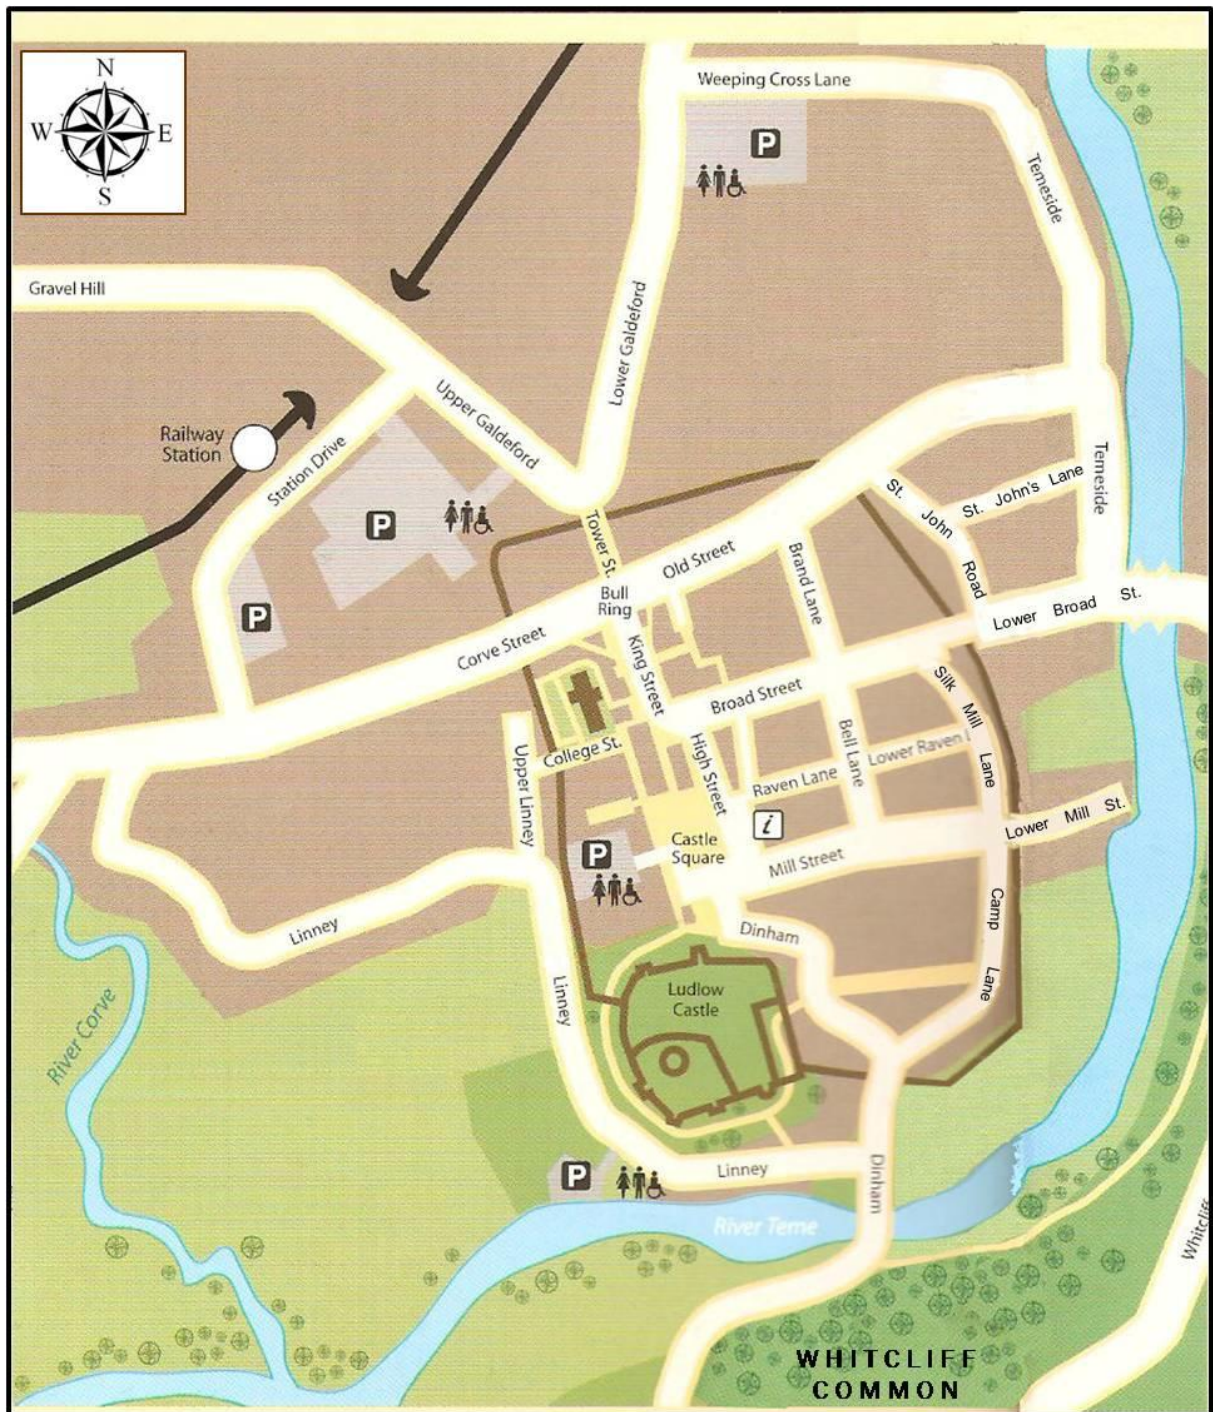 N
W E
S
Weeping Cross Lane
P
Temeside
Gravel Hill
Lower Galdeford
Upper Galdeford
Railway
Station
Station Drive
P
P
Tower St.
Bull
Ring
Old Street
Corve Street
King Street
Brand Lane
St. John Road
St. John's Lane
Temeside
Lower Broad St.
Broad Street
Silk Mill Lane
College St.
Upper Linney
High Street
Bell Lane
Raven Lane
Lower Raven
i
Castle
Square
P
Mill Street
Lower Mill St.
Linney
Dinham
Camp Lane
Linney
Ludlow
Castle
River Corve
P
Linney
Dinham
River Teme
Whitcliff
WHITCLIFF
COMMON